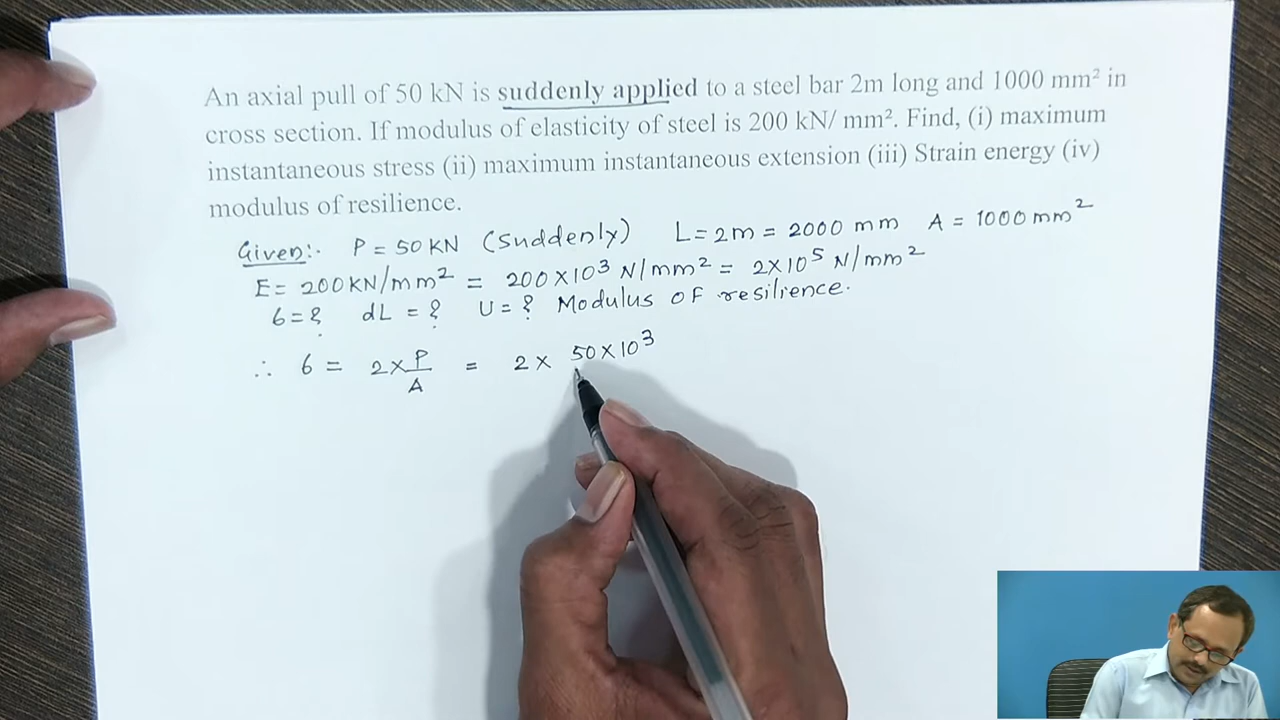 An axial pull of 50 kN is suddenly applied to a steel bar 2m long and 1000 mm² in
cross section. If modulus of elasticity of steel is 200 kN/ mm². Find, (i) maximum
instantaneous stress (ii) maximum instantaneous extension (iii) Strain energy (iv)
modulus of resilience.
Given:- P = 50 KN (Suddenly) L = 2m = 2000 mm A = 1000 mm²
E = 200 KN/mm² = 200×10³ N/mm² = 2×10⁵ N/mm²
6 = ? dL = ? U = ? Modulus of resilience.
∴ 6 = 2×P/A = 2× 50×10³